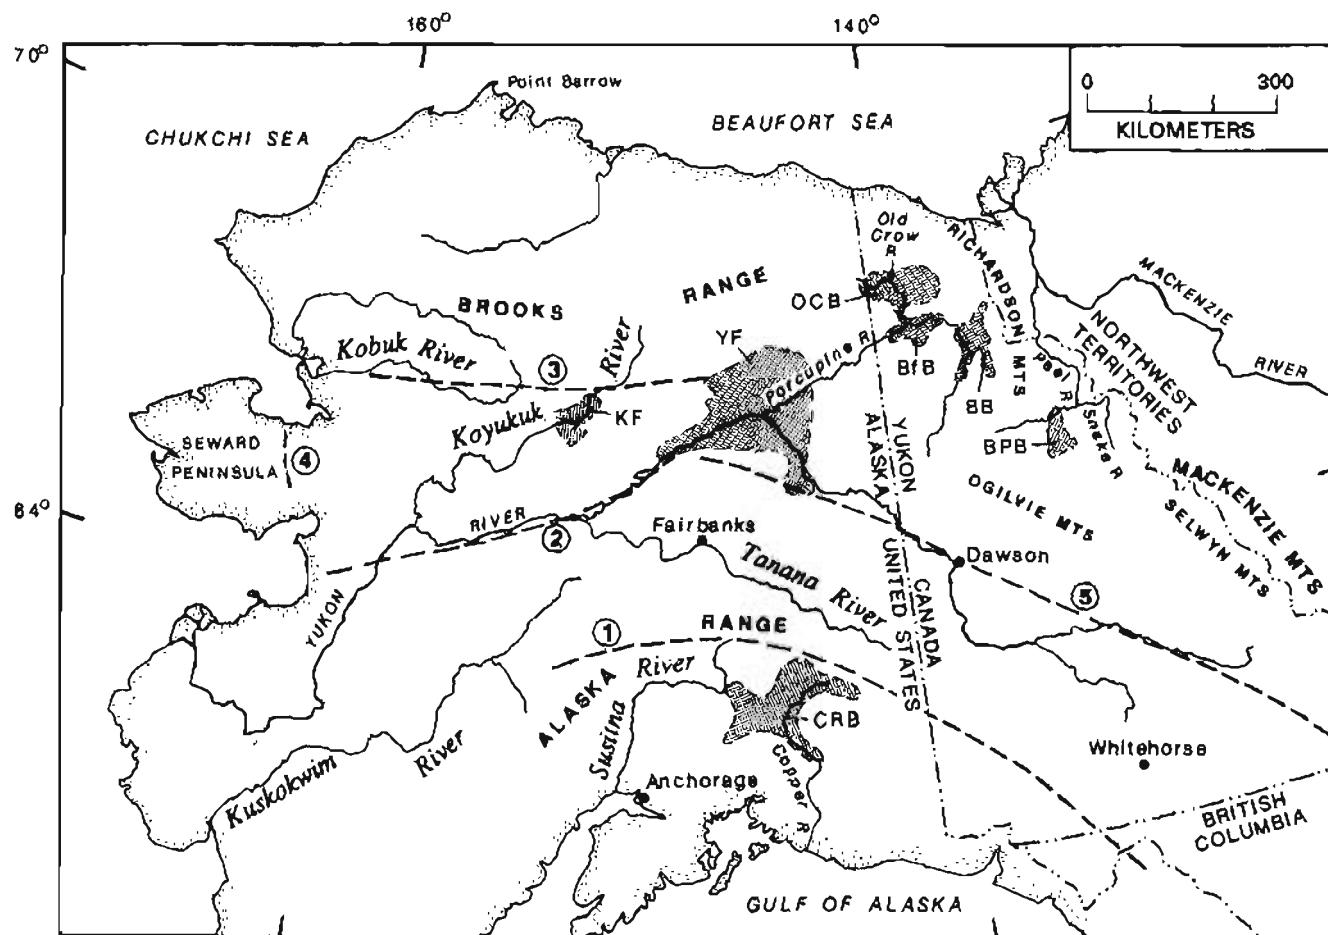 160°
140°
70°
Point Barrow
0 300
KILOMETERS
CHUKCHI SEA
BEAUFORT SEA
Old
Crow
R
RICHARDSON MTS
MACKENZIE
RIVER
BROOKS
RANGE
OCB
YF
Kobuk River
River
Porcupine R
BfB
NORTHWEST
TERRITORIES
3
Peel
R
Koyukuk
KF
BB
Snake R
SEWARD
PENINSULA
4
BPB
YUKON
ALASKA
MACKENZIE MTS
SELWYN MTS
OGILVIE MTS
64°
RIVER
2
Fairbanks
Dawson
Tanana River
UNITED STATES
CANADA
5
YUKON
1
RANGE
ALASKA
River
Susitna
CRB
Whitehorse
Kuskokwim
River
Anchorage
Copper R
BRITISH
COLUMBIA
GULF OF ALASKA